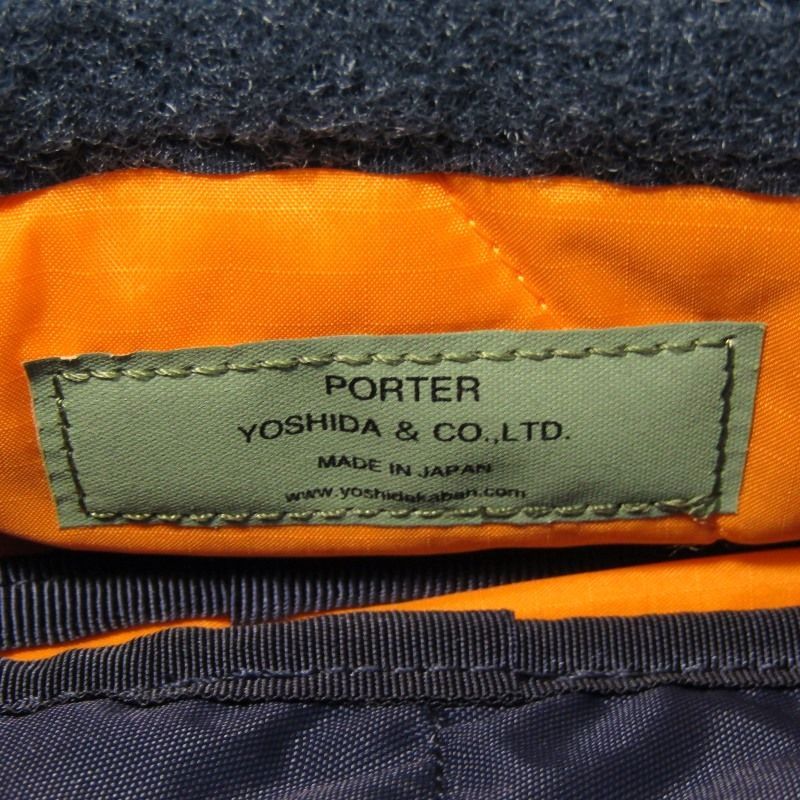 PORTER
YOSHIDA & CO.,LTD.
MADE IN JAPAN
www.yoshidakaban.com